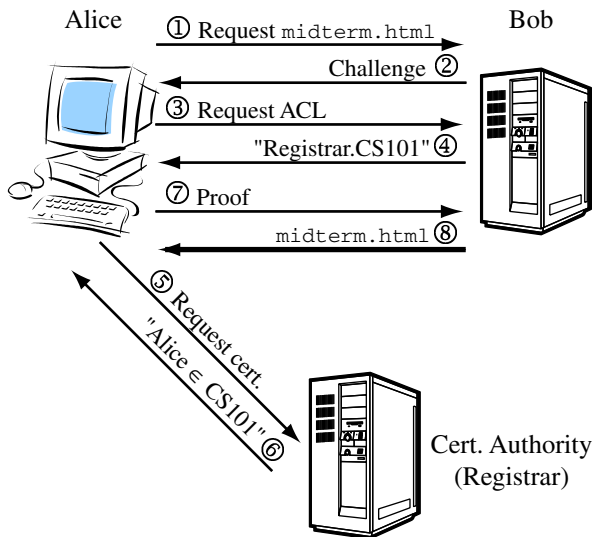 Alice
Bob
① Request midterm.html
Challenge ②
③ Request ACL
"Registrar.CS101" ④
⑦ Proof
midterm.html ⑧
⑤ Request cert.
"Alice ∈ CS101" ⑥
Cert. Authority
(Registrar)